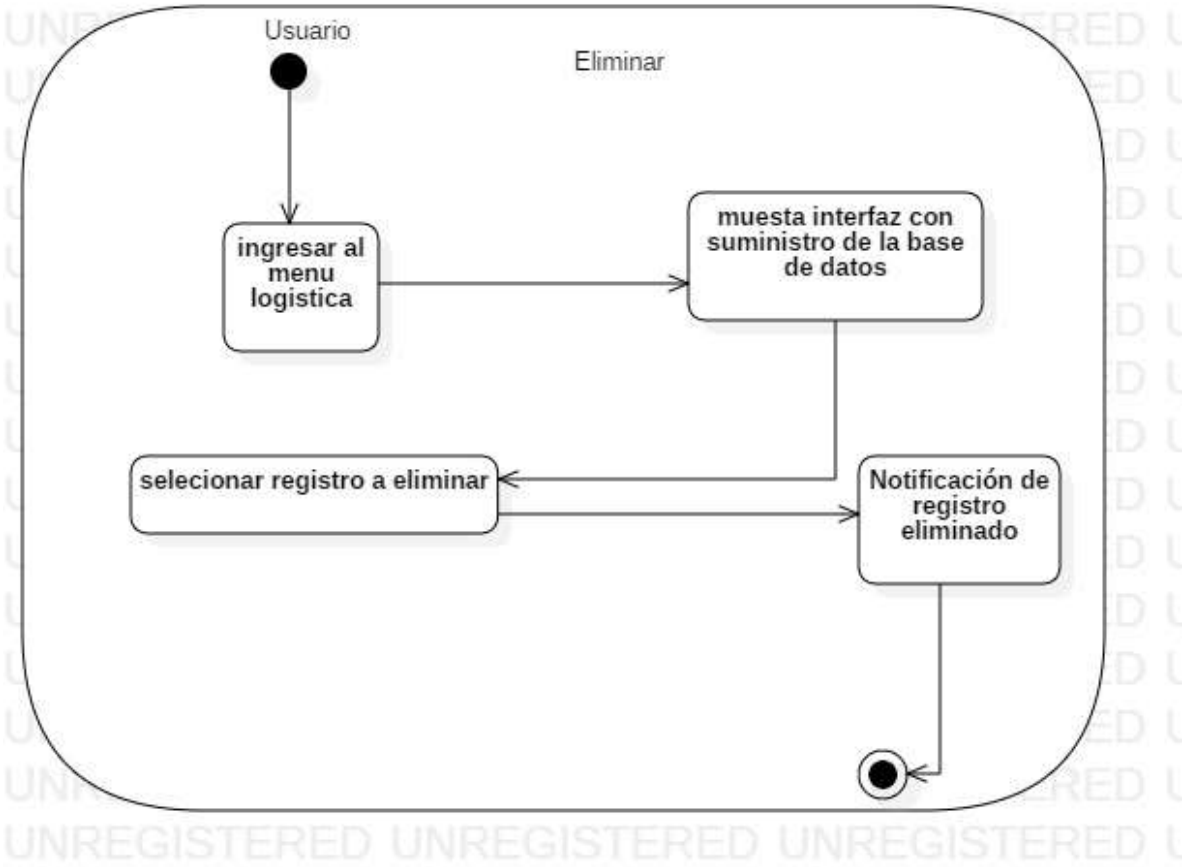 Usuario
Eliminar
ingresar al
menu
logistica
muesta interfaz con
suministro de la base
de datos
selecionar registro a eliminar
Notificación de
registro
eliminado
UNREGISTERED UNREGISTERED UNREGISTERED U